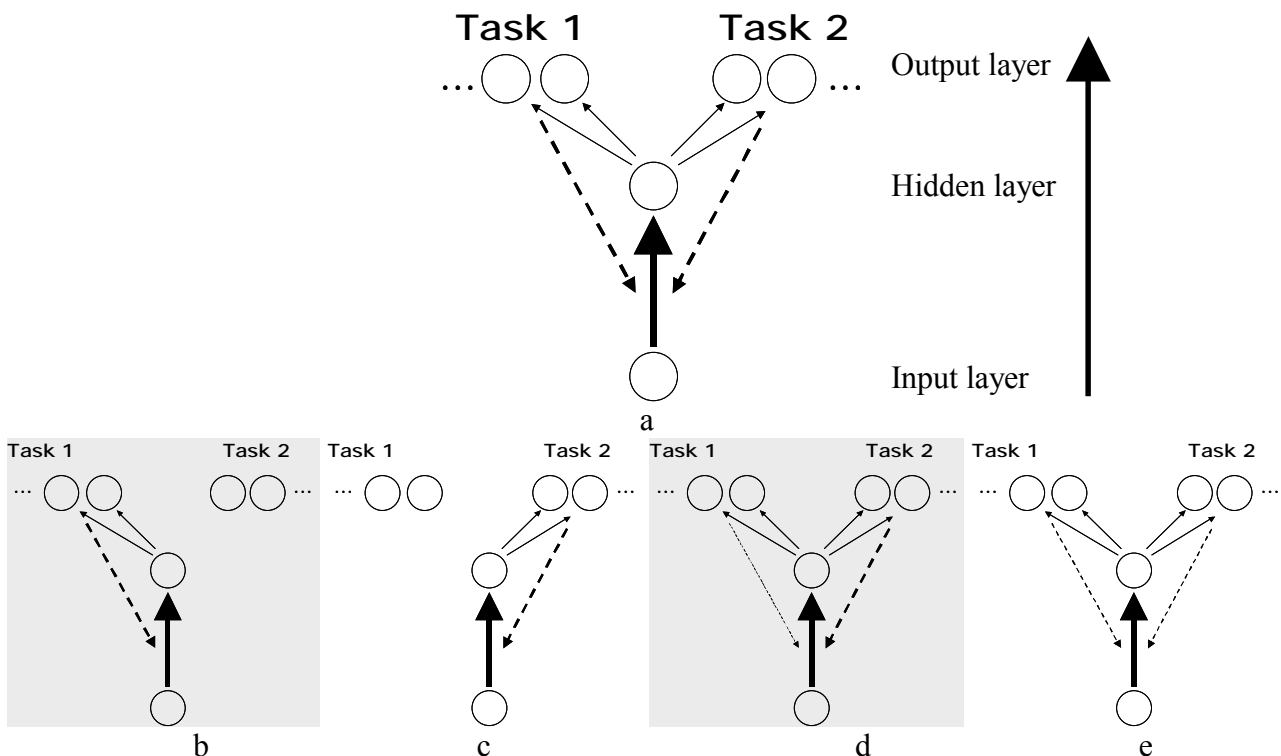 Task 1 Task 2
... ...
Output layer
Hidden layer
Input layer
a
Task 1 Task 2 Task 1 Task 2 Task 1 Task 2 Task 1 Task 2
... ... ... ... ... ... ... ...
b c d e